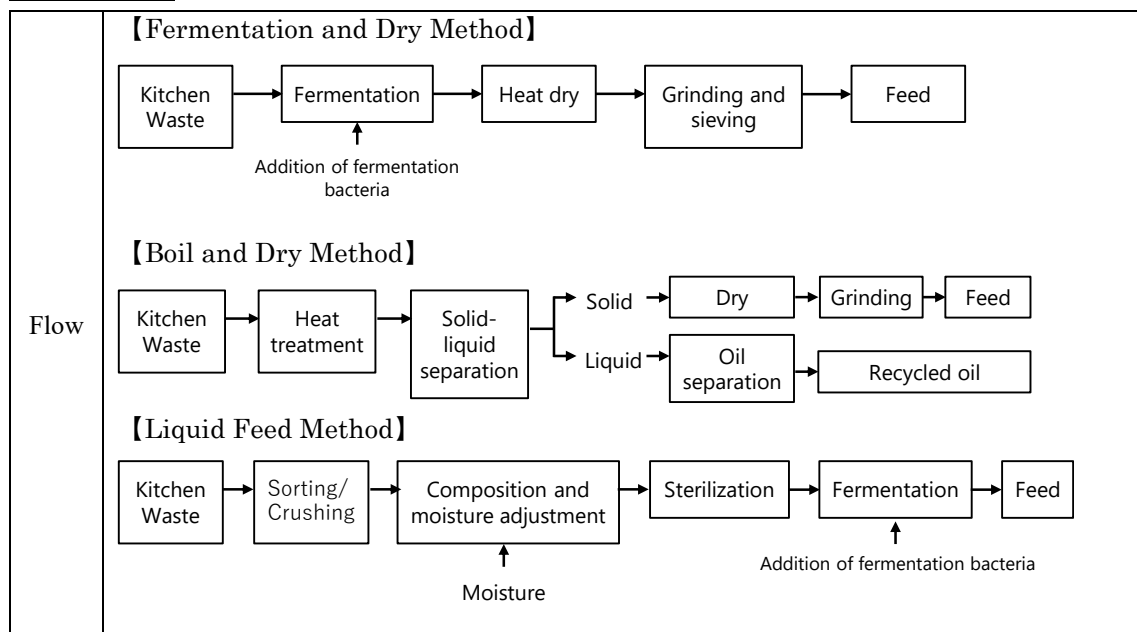 Flow
【Fermentation and Dry Method】
Kitchen
Waste
Fermentation
Heat dry
Grinding and
sieving
Feed
Addition of fermentation
bacteria
【Boil and Dry Method】
Kitchen
Waste
Heat
treatment
Solid-
liquid
separation
Solid
Dry
Grinding
Feed
Liquid
Oil
separation
Recycled oil
【Liquid Feed Method】
Kitchen
Waste
Sorting/
Crushing
Composition and
moisture adjustment
Sterilization
Fermentation
Feed
Moisture
Addition of fermentation bacteria